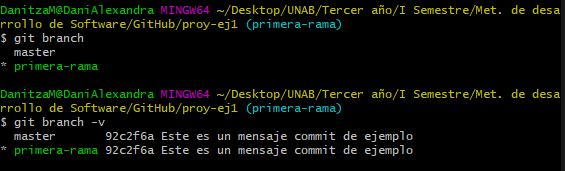 DanitzaM@DaniAlexandra MINGW64 ~/Desktop/UNAB/Tercer año/I Semestre/Met. de desa
rrollo de Software/GitHub/proy-ej1 (primera-rama)
$ git branch
  master
* primera-rama

DanitzaM@DaniAlexandra MINGW64 ~/Desktop/UNAB/Tercer año/I Semestre/Met. de desa
rrollo de Software/GitHub/proy-ej1 (primera-rama)
$ git branch -v
  master       92c2f6a Este es un mensaje commit de ejemplo
* primera-rama 92c2f6a Este es un mensaje commit de ejemplo